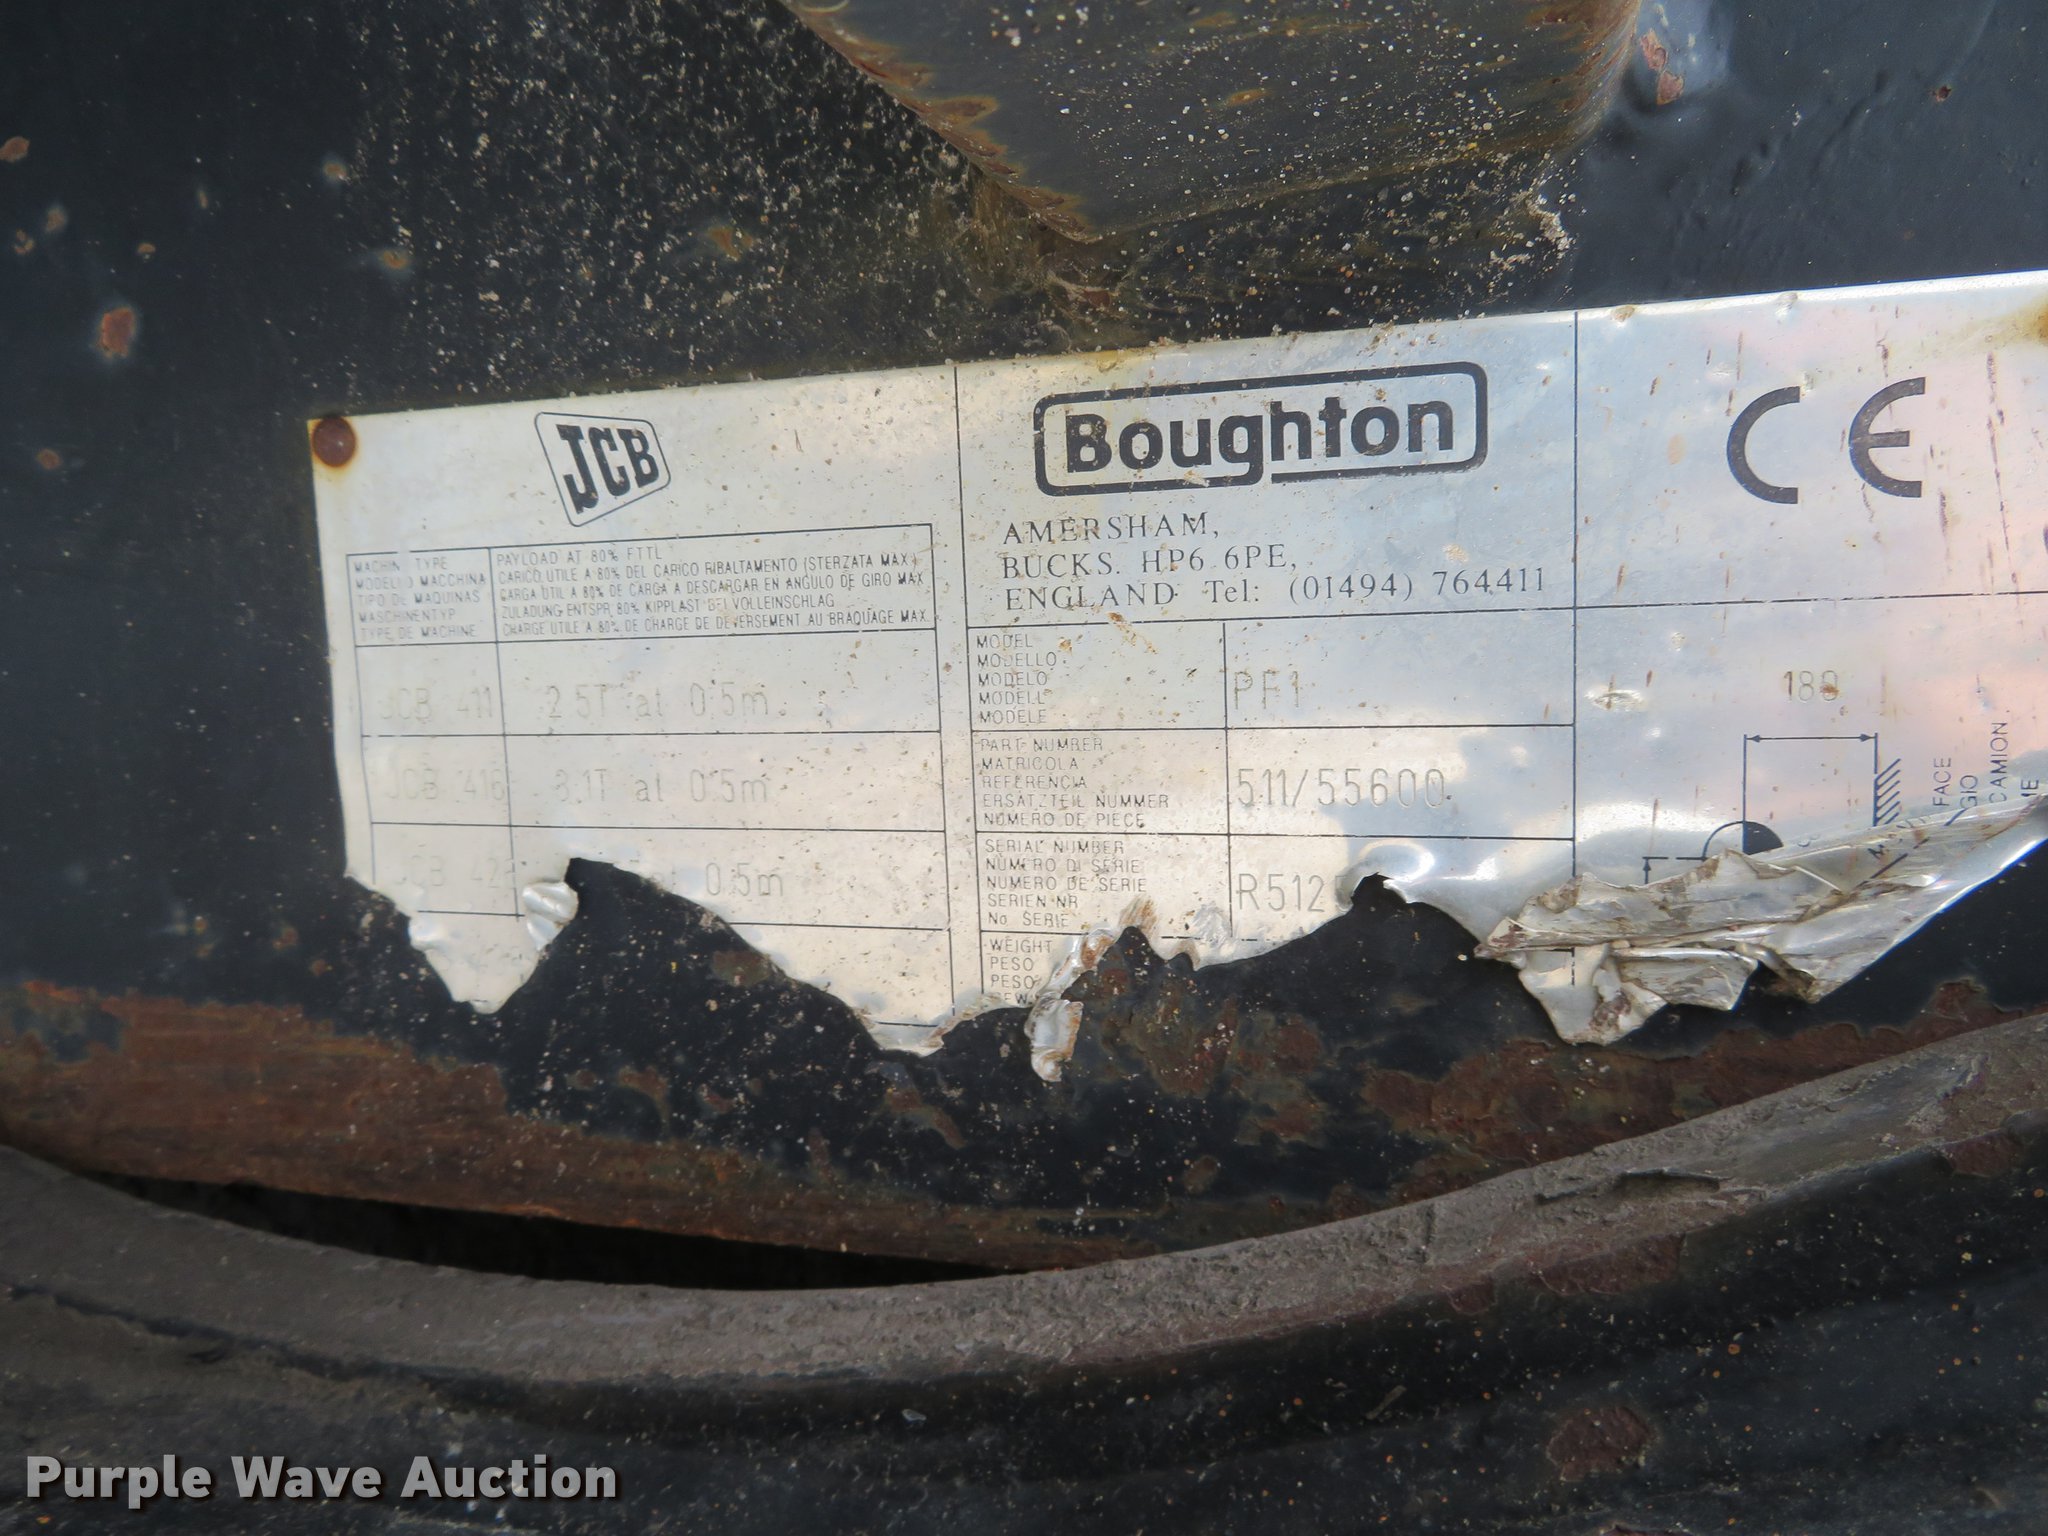 JCB
PAYLOAD AT 80% FTTL
TYPE
CARICO UTILE A 80% DEL CARICO RIBALTAMENTO (STERZATA MAX.)
MODELLO MACCHINA
CARGA UTIL A 80% DE CARGA A DESCARGAR EN ANGULO DE GIRO MAX
TIPO DE MAQUINAS
ZULADUNG ENTSPR. 80% KIPPLAST BEI VOLLEINSCHLAG
MASCHINENTYP
CHARGE UTILE A 80% DE CHARGE DE DEVERSEMENT AU BRAQUAGE MAX.
TYPE DE MACHINE
JCB 411 2.5T at 0.5m
JCB 416 3.1T at 0.5m
JCB 0.5m
Boughton
AMERSHAM,
BUCKS. HP6 6PE,
ENGLAND Tel: (01494) 764411
MODEL
MODELLO
MODELO
MODELL
MODELE
PF1
PART NUMBER
MATRICOLA
REFERENCIA
ERSATZTEIL NUMMER
NUMERO DE PIECE
511/55600
SERIAL NUMBER
NUMERO DI SERIE
NUMERO DE SERIE
SERIEN NR
No SERIE
R512
WEIGHT
PESO
PESO
CE
180
FACE
CAMION
Purple Wave Auction